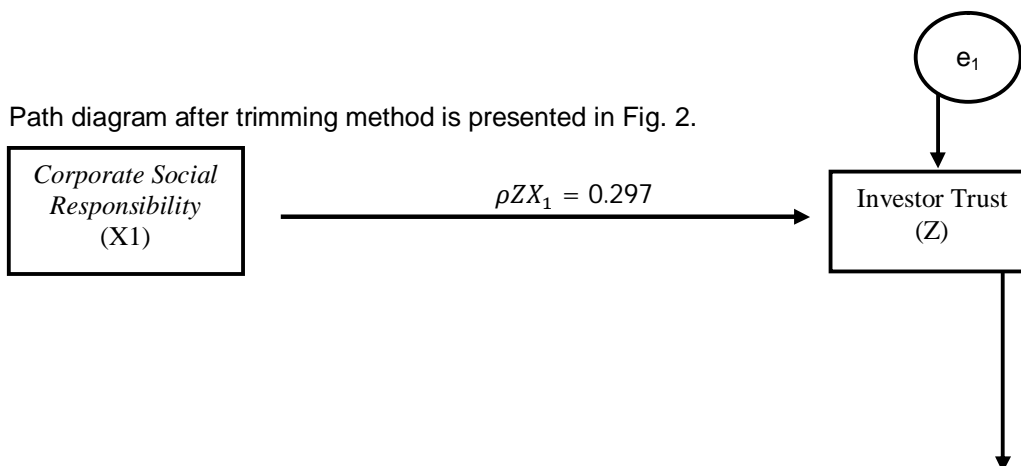 e₁
Path diagram after trimming method is presented in Fig. 2.
Corporate Social
Responsibility
(X1)
𝜌𝑍𝑋₁ = 0.297
Investor Trust
(Z)